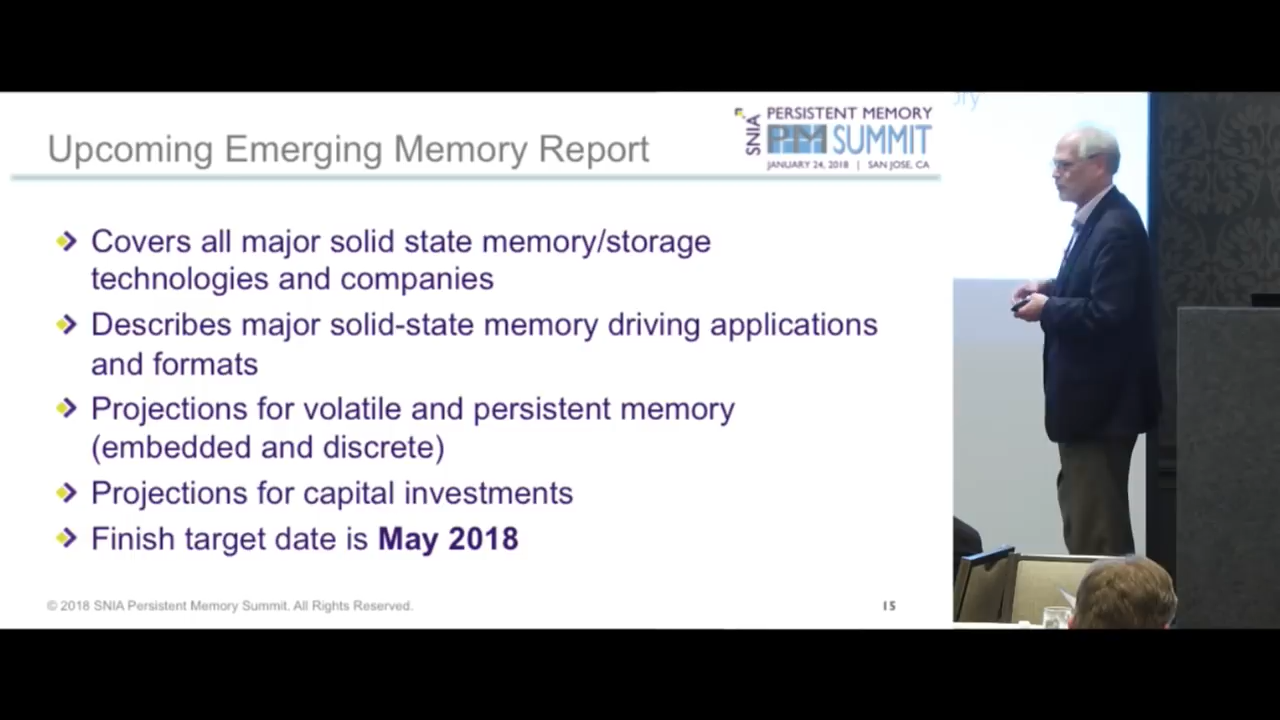 Upcoming Emerging Memory Report
SNIA
PERSISTENT MEMORY
PM SUMMIT
JANUARY 24, 2018 | SAN JOSE, CA
Covers all major solid state memory/storage
technologies and companies
Describes major solid-state memory driving applications
and formats
Projections for volatile and persistent memory
(embedded and discrete)
Projections for capital investments
Finish target date is May 2018
© 2018 SNIA Persistent Memory Summit. All Rights Reserved.
15